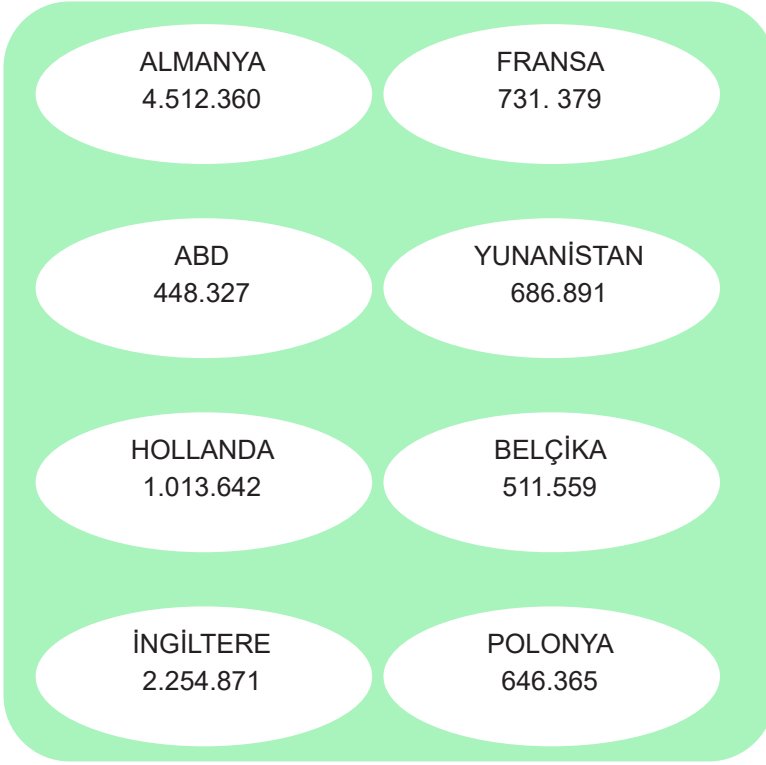 ALMANYA
4.512.360
FRANSA
731. 379
ABD
448.327
YUNANİSTAN
686.891
HOLLANDA
1.013.642
BELÇİKA
511.559
İNGİLTERE
2.254.871
POLONYA
646.365